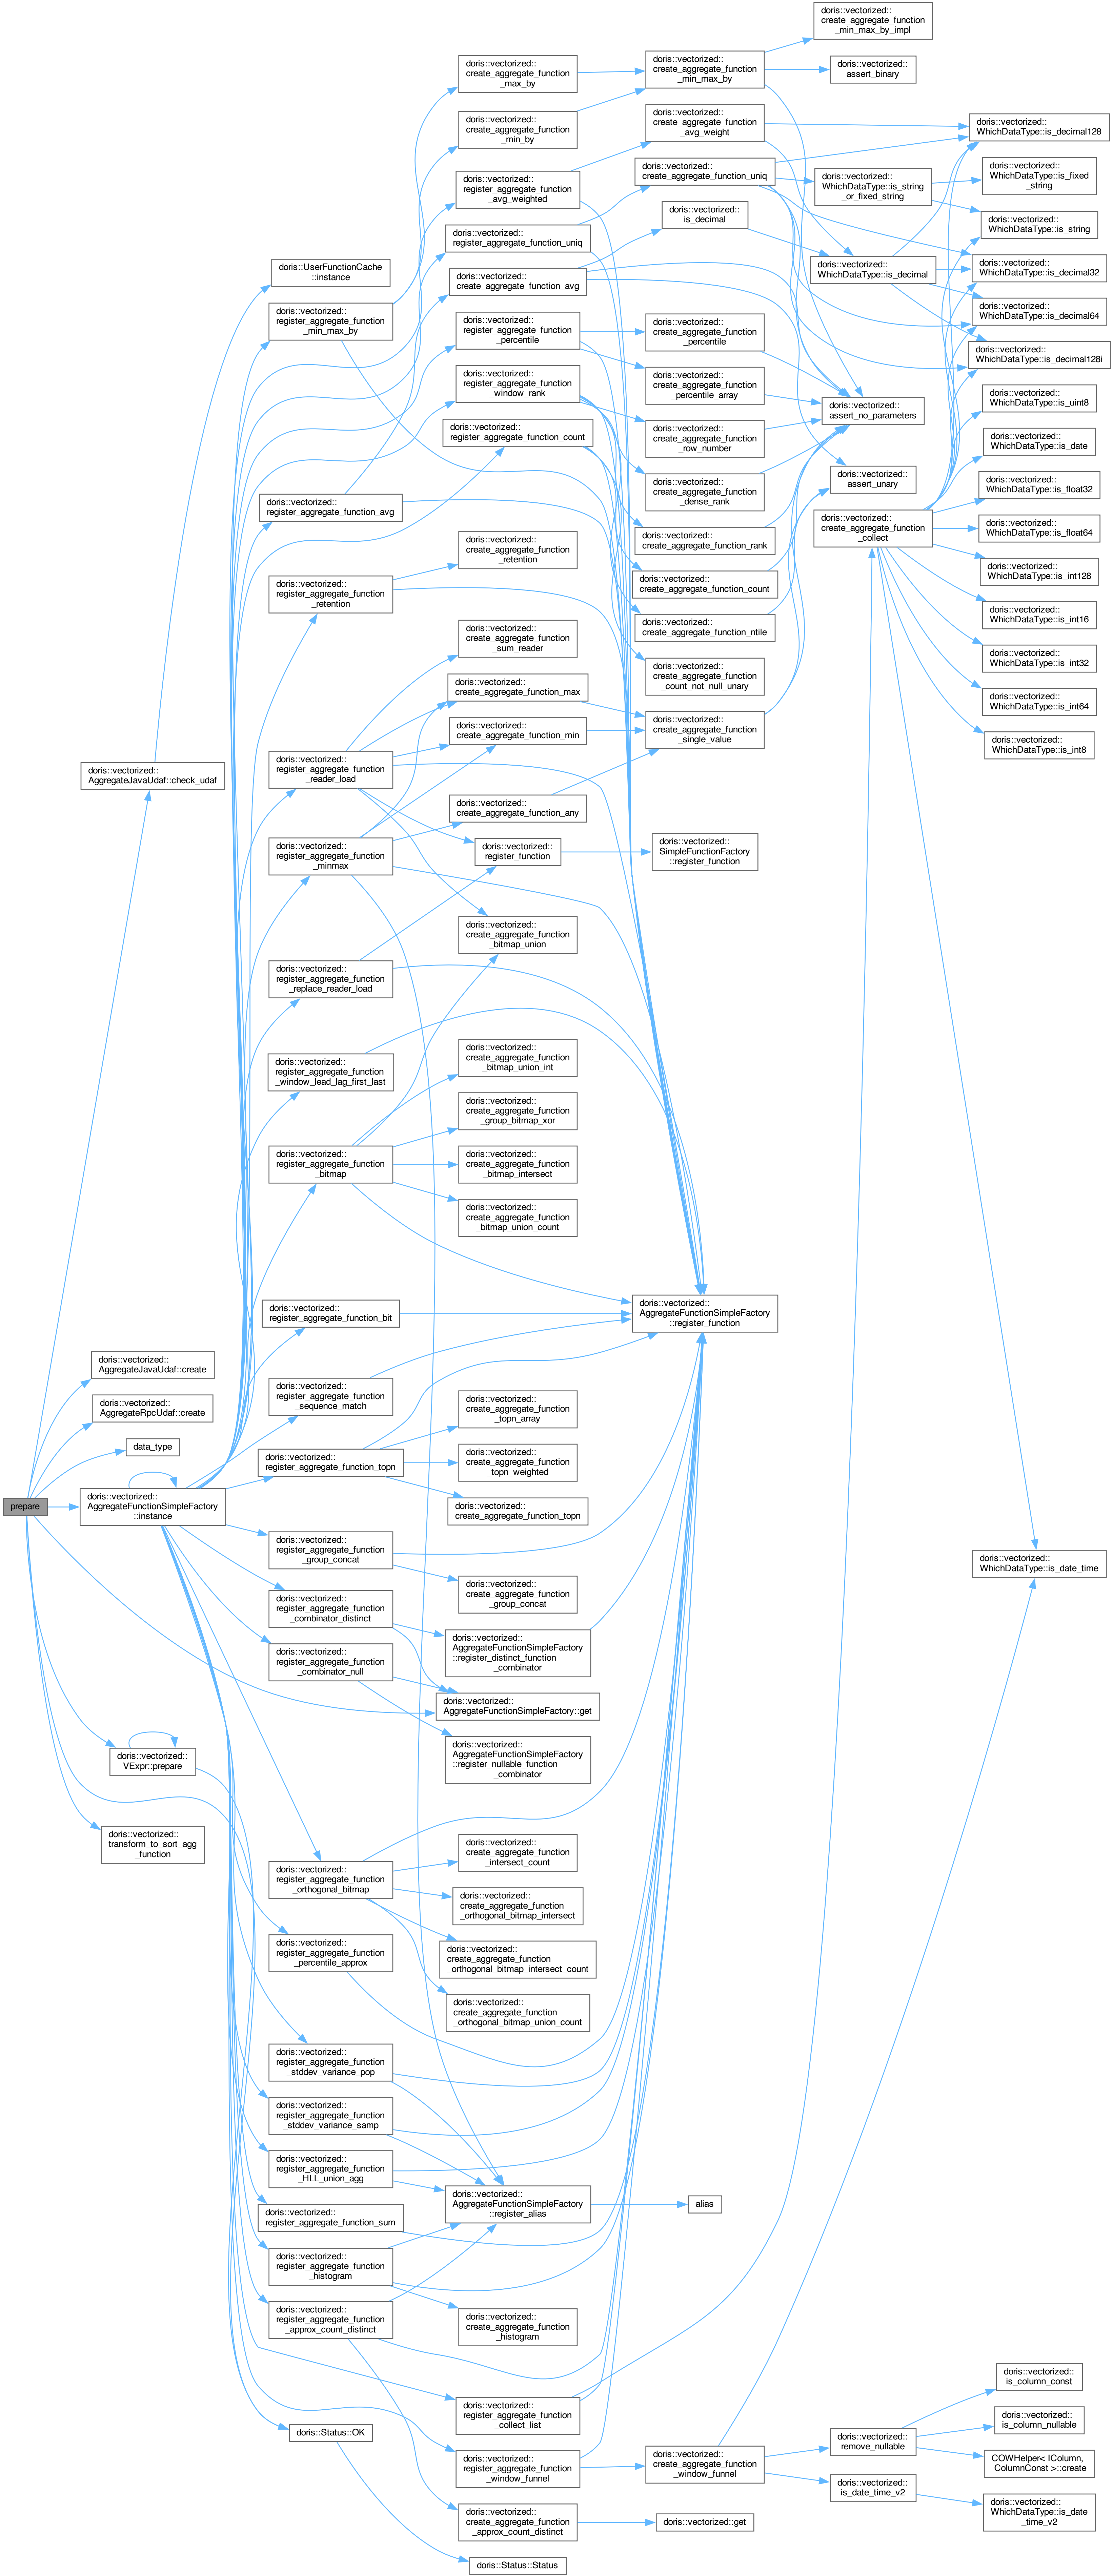 prepare
doris::vectorized::
AggregateJavaUdaf::check_udaf
doris::vectorized::
AggregateJavaUdaf::create
doris::vectorized::
AggregateRpcUdaf::create
data_type
doris::vectorized::
AggregateFunctionSimpleFactory
::instance
doris::vectorized::
VExpr::prepare
doris::vectorized::
transform_to_sort_agg
_function
doris::UserFunctionCache
::instance
doris::vectorized::
register_aggregate_function
_min_max_by
doris::vectorized::
register_aggregate_function_avg
doris::vectorized::
register_aggregate_function
_retention
doris::vectorized::
register_aggregate_function
_reader_load
doris::vectorized::
register_aggregate_function
_minmax
doris::vectorized::
register_aggregate_function
_replace_reader_load
doris::vectorized::
register_aggregate_function
_window_lead_lag_first_last
doris::vectorized::
register_aggregate_function
_bitmap
doris::vectorized::
register_aggregate_function_bit
doris::vectorized::
register_aggregate_function
_sequence_match
doris::vectorized::
register_aggregate_function_topn
doris::vectorized::
register_aggregate_function
_group_concat
doris::vectorized::
register_aggregate_function
_combinator_distinct
doris::vectorized::
register_aggregate_function
_combinator_null
doris::vectorized::
register_aggregate_function
_orthogonal_bitmap
doris::vectorized::
register_aggregate_function
_percentile_approx
doris::vectorized::
register_aggregate_function
_stddev_variance_pop
doris::vectorized::
register_aggregate_function
_stddev_variance_samp
doris::vectorized::
register_aggregate_function
_HLL_union_agg
doris::vectorized::
register_aggregate_function_sum
doris::vectorized::
register_aggregate_function
_histogram
doris::vectorized::
register_aggregate_function
_approx_count_distinct
doris::Status::OK
doris::vectorized::
create_aggregate_function
_max_by
doris::vectorized::
create_aggregate_function
_min_by
doris::vectorized::
register_aggregate_function
_avg_weighted
doris::vectorized::
register_aggregate_function_uniq
doris::vectorized::
create_aggregate_function_avg
doris::vectorized::
register_aggregate_function
_percentile
doris::vectorized::
register_aggregate_function
_window_rank
doris::vectorized::
register_aggregate_function_count
doris::vectorized::
create_aggregate_function
_retention
doris::vectorized::
create_aggregate_function
_sum_reader
doris::vectorized::
create_aggregate_function_max
doris::vectorized::
create_aggregate_function_min
doris::vectorized::
create_aggregate_function_any
doris::vectorized::
register_function
doris::vectorized::
create_aggregate_function
_bitmap_union
doris::vectorized::
create_aggregate_function
_bitmap_union_int
doris::vectorized::
create_aggregate_function
_group_bitmap_xor
doris::vectorized::
create_aggregate_function
_bitmap_intersect
doris::vectorized::
create_aggregate_function
_bitmap_union_count
doris::vectorized::
create_aggregate_function
_topn_array
doris::vectorized::
create_aggregate_function
_topn_weighted
doris::vectorized::
create_aggregate_function_topn
doris::vectorized::
create_aggregate_function
_group_concat
doris::vectorized::
AggregateFunctionSimpleFactory
::register_distinct_function
_combinator
doris::vectorized::
AggregateFunctionSimpleFactory::get
doris::vectorized::
AggregateFunctionSimpleFactory
::register_nullable_function
_combinator
doris::vectorized::
create_aggregate_function
_intersect_count
doris::vectorized::
create_aggregate_function
_orthogonal_bitmap_intersect
doris::vectorized::
create_aggregate_function
_orthogonal_bitmap_intersect_count
doris::vectorized::
create_aggregate_function
_orthogonal_bitmap_union_count
doris::vectorized::
AggregateFunctionSimpleFactory
::register_alias
doris::vectorized::
create_aggregate_function
_histogram
doris::vectorized::
register_aggregate_function
_collect_list
doris::vectorized::
register_aggregate_function
_window_funnel
doris::vectorized::
create_aggregate_function
_approx_count_distinct
doris::Status::Status
doris::vectorized::
create_aggregate_function
_min_max_by
doris::vectorized::
create_aggregate_function
_avg_weight
doris::vectorized::
create_aggregate_function_uniq
doris::vectorized::
is_decimal
doris::vectorized::
create_aggregate_function
_percentile
doris::vectorized::
create_aggregate_function
_percentile_array
doris::vectorized::
create_aggregate_function
_row_number
doris::vectorized::
create_aggregate_function
_dense_rank
doris::vectorized::
create_aggregate_function_rank
doris::vectorized::
create_aggregate_function_count
doris::vectorized::
create_aggregate_function_ntile
doris::vectorized::
create_aggregate_function
_count_not_null_unary
doris::vectorized::
create_aggregate_function
_single_value
doris::vectorized::
SimpleFunctionFactory
::register_function
doris::vectorized::
AggregateFunctionSimpleFactory
::register_function
alias
doris::vectorized::
create_aggregate_function
_window_funnel
doris::vectorized::get
doris::vectorized::
create_aggregate_function
_min_max_by_impl
doris::vectorized::
assert_binary
doris::vectorized::
WhichDataType::is_string
_or_fixed_string
doris::vectorized::
WhichDataType::is_decimal
doris::vectorized::
assert_no_parameters
doris::vectorized::
assert_unary
doris::vectorized::
create_aggregate_function
_collect
doris::vectorized::
remove_nullable
doris::vectorized::
is_date_time_v2
doris::vectorized::
WhichDataType::is_decimal128
doris::vectorized::
WhichDataType::is_fixed
_string
doris::vectorized::
WhichDataType::is_string
doris::vectorized::
WhichDataType::is_decimal32
doris::vectorized::
WhichDataType::is_decimal64
doris::vectorized::
WhichDataType::is_decimal128i
doris::vectorized::
WhichDataType::is_uint8
doris::vectorized::
WhichDataType::is_date
doris::vectorized::
WhichDataType::is_float32
doris::vectorized::
WhichDataType::is_float64
doris::vectorized::
WhichDataType::is_int128
doris::vectorized::
WhichDataType::is_int16
doris::vectorized::
WhichDataType::is_int32
doris::vectorized::
WhichDataType::is_int64
doris::vectorized::
WhichDataType::is_int8
doris::vectorized::
WhichDataType::is_date_time
doris::vectorized::
is_column_const
doris::vectorized::
is_column_nullable
COWHelper< IColumn,
ColumnConst >::create
doris::vectorized::
WhichDataType::is_date
_time_v2